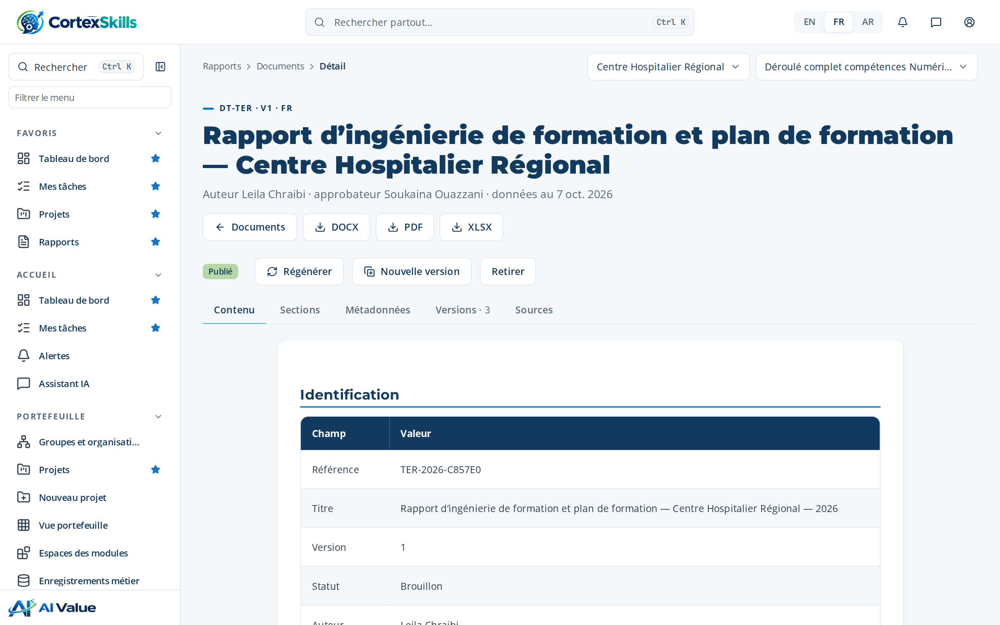 CortexSkills
Rechercher partout...
Ctrl K
EN
FR
AR
Rechercher
Ctrl K
Filtrer le menu
FAVORIS
Tableau de bord
Mes tâches
Projets
Rapports
ACCUEIL
Tableau de bord
Mes tâches
Alertes
Assistant IA
PORTEFEUILLE
Groupes et organisati...
Projets
Nouveau projet
Vue portefeuille
Espaces des modules
Enregistrements métier
AI Value
Rapports > Documents > Détail
Centre Hospitalier Régional
Déroulé complet compétences Numéri...
DT-TER · V1 · FR
Rapport d’ingénierie de formation et plan de formation
— Centre Hospitalier Régional
Auteur Leila Chraibi · approbateur Soukaina Ouazzani · données au 7 oct. 2026
Documents
DOCX
PDF
XLSX
Publié
Régénérer
Nouvelle version
Retirer
Contenu
Sections
Métadonnées
Versions · 3
Sources
Identification
Champ
Valeur
Référence
TER-2026-C857E0
Titre
Rapport d’ingénierie de formation et plan de formation — Centre Hospitalier Régional — 2026
Version
1
Statut
Brouillon
Auteur
Leila Chraibi